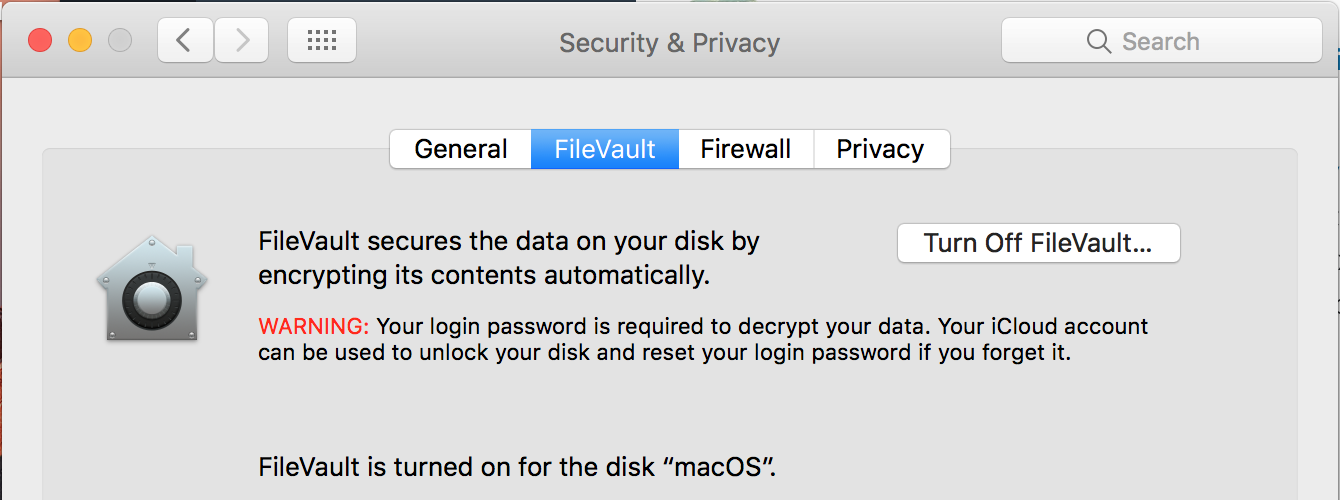 Security & Privacy
Search
General
FileVault
Firewall
Privacy
FileVault secures the data on your disk by
encrypting its contents automatically.
Turn Off FileVault...
WARNING: Your login password is required to decrypt your data. Your iCloud account
can be used to unlock your disk and reset your login password if you forget it.
FileVault is turned on for the disk “macOS”.